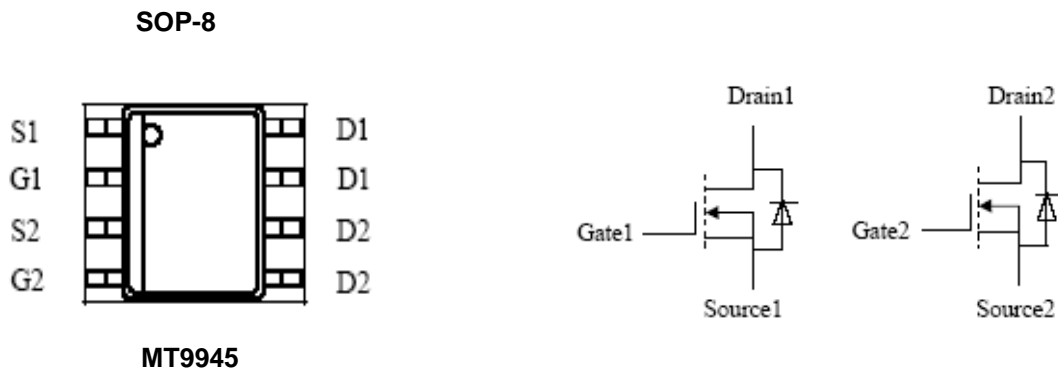 SOP-8
S1
G1
S2
G2
D1
D1
D2
D2
MT9945
Drain1
Gate1
Source1
Drain2
Gate2
Source2